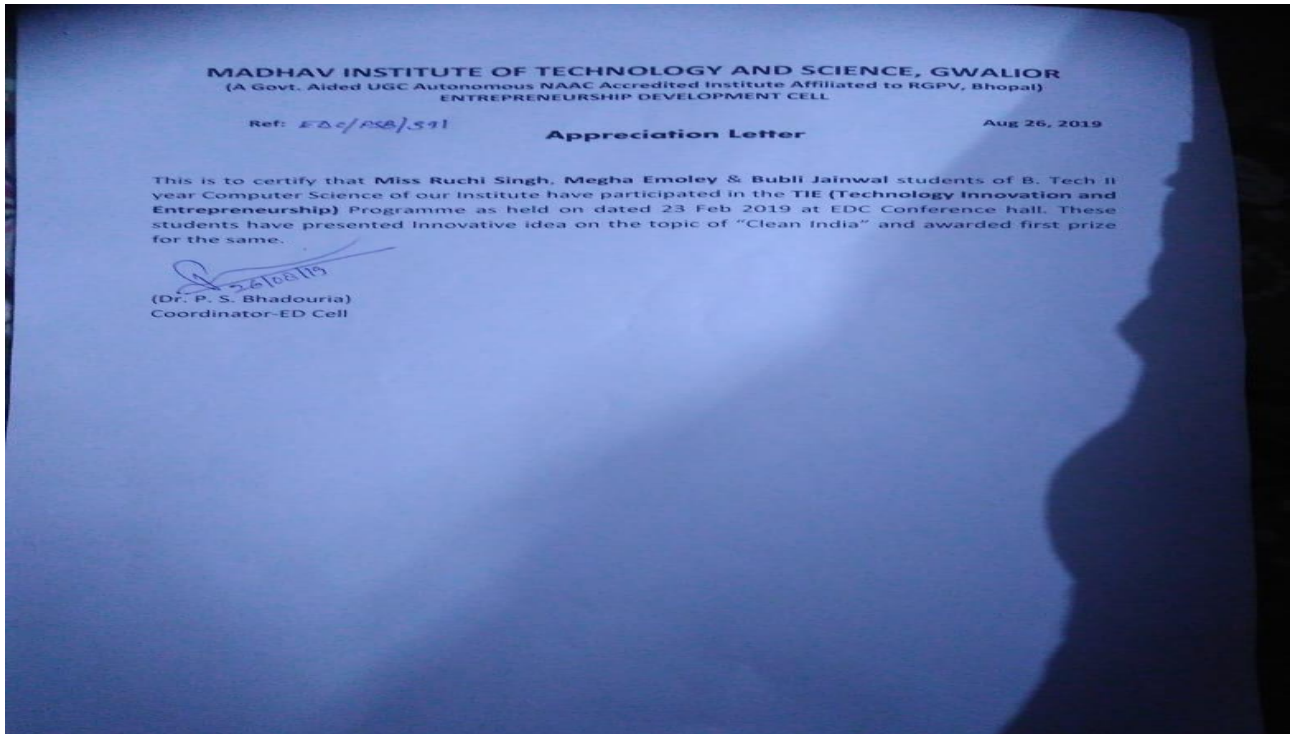 MADHAV INSTITUTE OF TECHNOLOGY AND SCIENCE, GWALIOR
(A Govt. Aided UGC Autonomous NAAC Accredited Institute Affiliated to RGPV, Bhopal)
ENTREPRENEURSHIP DEVELOPMENT CELL
Ref: EDC/PSB/591 Aug 26, 2019
Appreciation Letter
This is to certify that Miss Ruchi Singh, Megha Emoley & Bubli Jainwal students of B. Tech II
year Computer Science of our Institute have participated in the TIE (Technology Innovation and
Entrepreneurship) Programme as held on dated 23 Feb 2019 at EDC Conference hall. These
students have presented Innovative idea on the topic of "Clean India" and awarded first prize
for the same.
26/08/19
(Dr. P. S. Bhadouria)
Coordinator-ED Cell